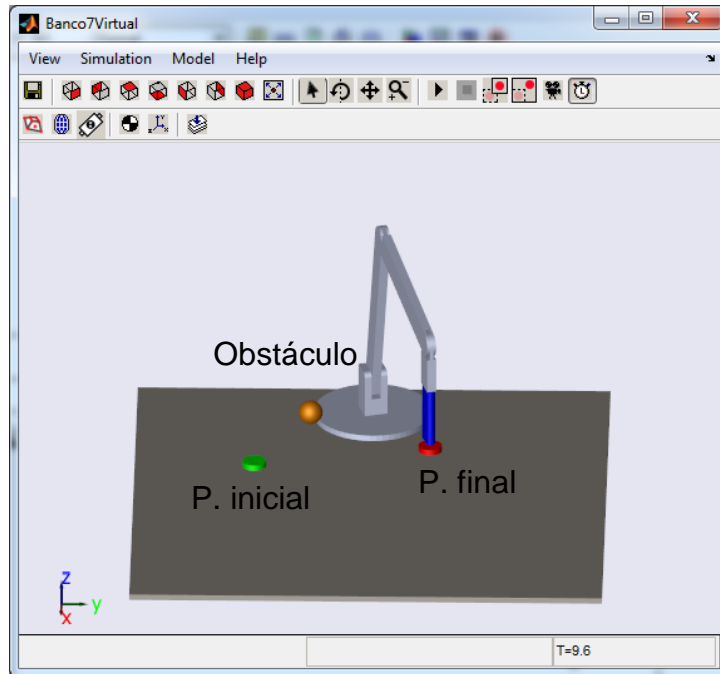 Banco7Virtual
View Simulation Model Help
Obstáculo
P. inicial
P. final
z
y
x
T=9.6